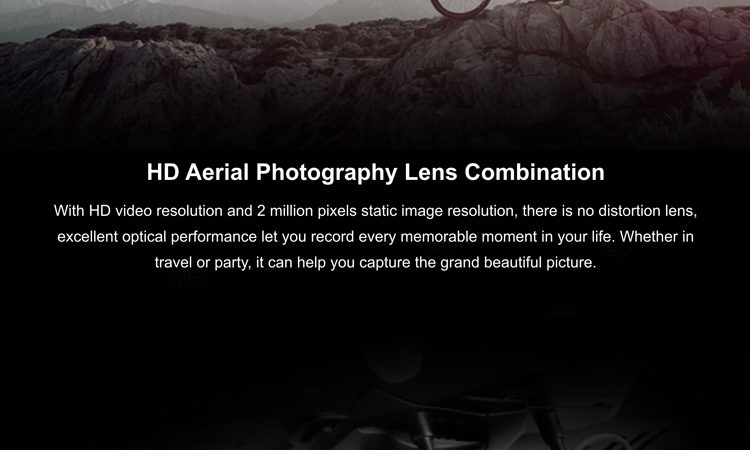 HD Aerial Photography Lens Combination
With HD video resolution and 2 million pixels static image resolution, there is no distortion lens,
excellent optical performance let you record every memorable moment in your life. Whether in
travel or party, it can help you capture the grand beautiful picture.